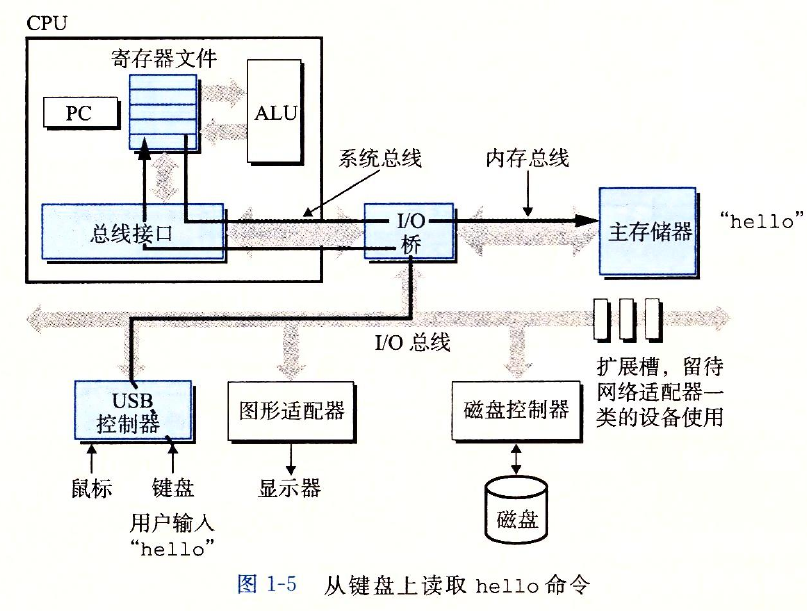 CPU
寄存器文件
PC
ALU
系统总线
内存总线
总线接口
I/O
桥
主存储器
“hello”
I/O 总线
扩展槽，留待
网络适配器一
类的设备使用
USB
控制器
图形适配器
磁盘控制器
鼠标
键盘
显示器
磁盘
用户输入
“hello”
图 1-5 从键盘上读取 hello 命令